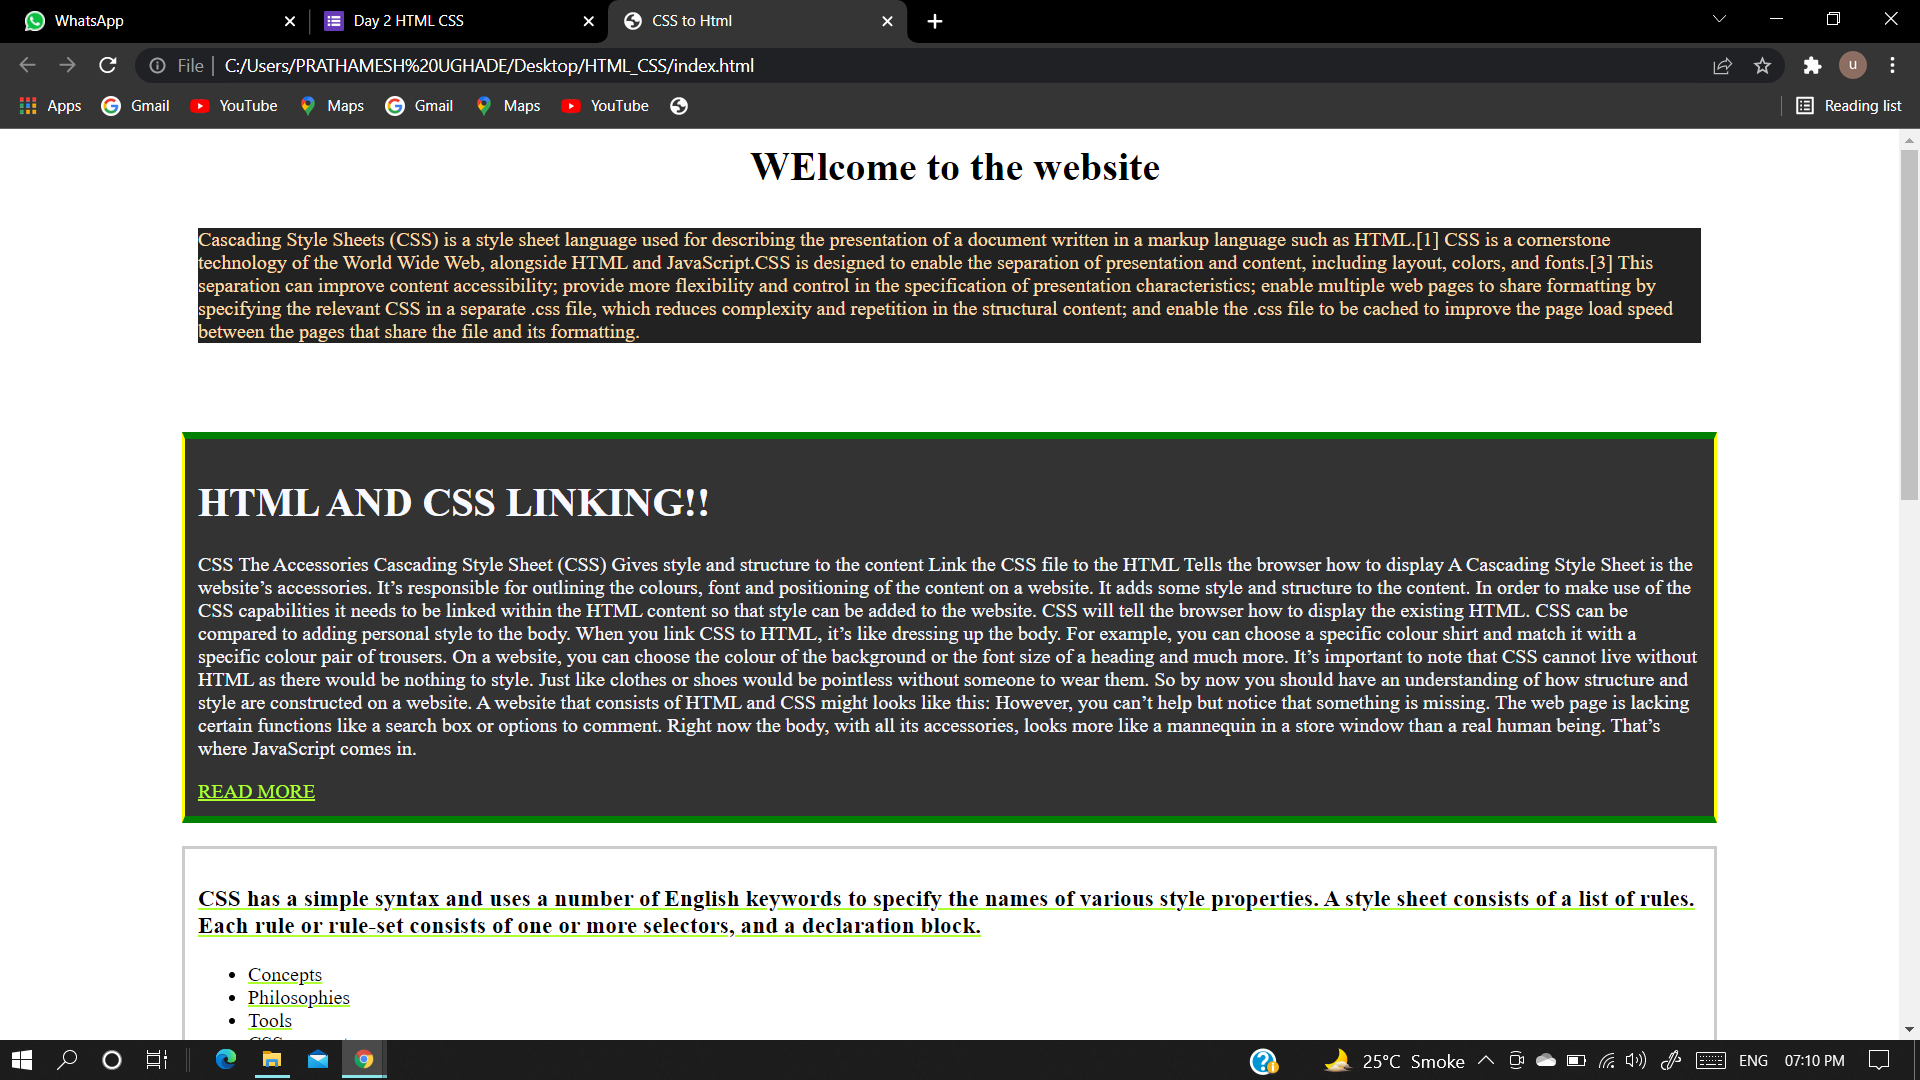 WhatsApp
Day 2 HTML CSS
CSS to Html
File
C:/Users/PRATHAMESH%20UGHADE/Desktop/HTML_CSS/index.html
u
Apps
Gmail
YouTube
Maps
Gmail
Maps
YouTube
Reading list
WElcome to the website
Cascading Style Sheets (CSS) is a style sheet language used for describing the presentation of a document written in a markup language such as HTML.[1] CSS is a cornerstone
technology of the World Wide Web, alongside HTML and JavaScript.CSS is designed to enable the separation of presentation and content, including layout, colors, and fonts.[3] This
separation can improve content accessibility; provide more flexibility and control in the specification of presentation characteristics; enable multiple web pages to share formatting by
specifying the relevant CSS in a separate .css file, which reduces complexity and repetition in the structural content; and enable the .css file to be cached to improve the page load speed
between the pages that share the file and its formatting.
HTML AND CSS LINKING!!
CSS The Accessories Cascading Style Sheet (CSS) Gives style and structure to the content Link the CSS file to the HTML Tells the browser how to display A Cascading Style Sheet is the
website’s accessories. It’s responsible for outlining the colours, font and positioning of the content on a website. It adds some style and structure to the content. In order to make use of the
CSS capabilities it needs to be linked within the HTML content so that style can be added to the website. CSS will tell the browser how to display the existing HTML. CSS can be
compared to adding personal style to the body. When you link CSS to HTML, it’s like dressing up the body. For example, you can choose a specific colour shirt and match it with a
specific colour pair of trousers. On a website, you can choose the colour of the background or the font size of a heading and much more. It’s important to note that CSS cannot live without
HTML as there would be nothing to style. Just like clothes or shoes would be pointless without someone to wear them. So by now you should have an understanding of how structure and
style are constructed on a website. A website that consists of HTML and CSS might looks like this: However, you can’t help but notice that something is missing. The web page is lacking
certain functions like a search box or options to comment. Right now the body, with all its accessories, looks more like a mannequin in a store window than a real human being. That’s
where JavaScript comes in.
READ MORE
CSS has a simple syntax and uses a number of English keywords to specify the names of various style properties. A style sheet consists of a list of rules.
Each rule or rule-set consists of one or more selectors, and a declaration block.
Concepts
Philosophies
Tools
25°C Smoke
ENG
07:10 PM